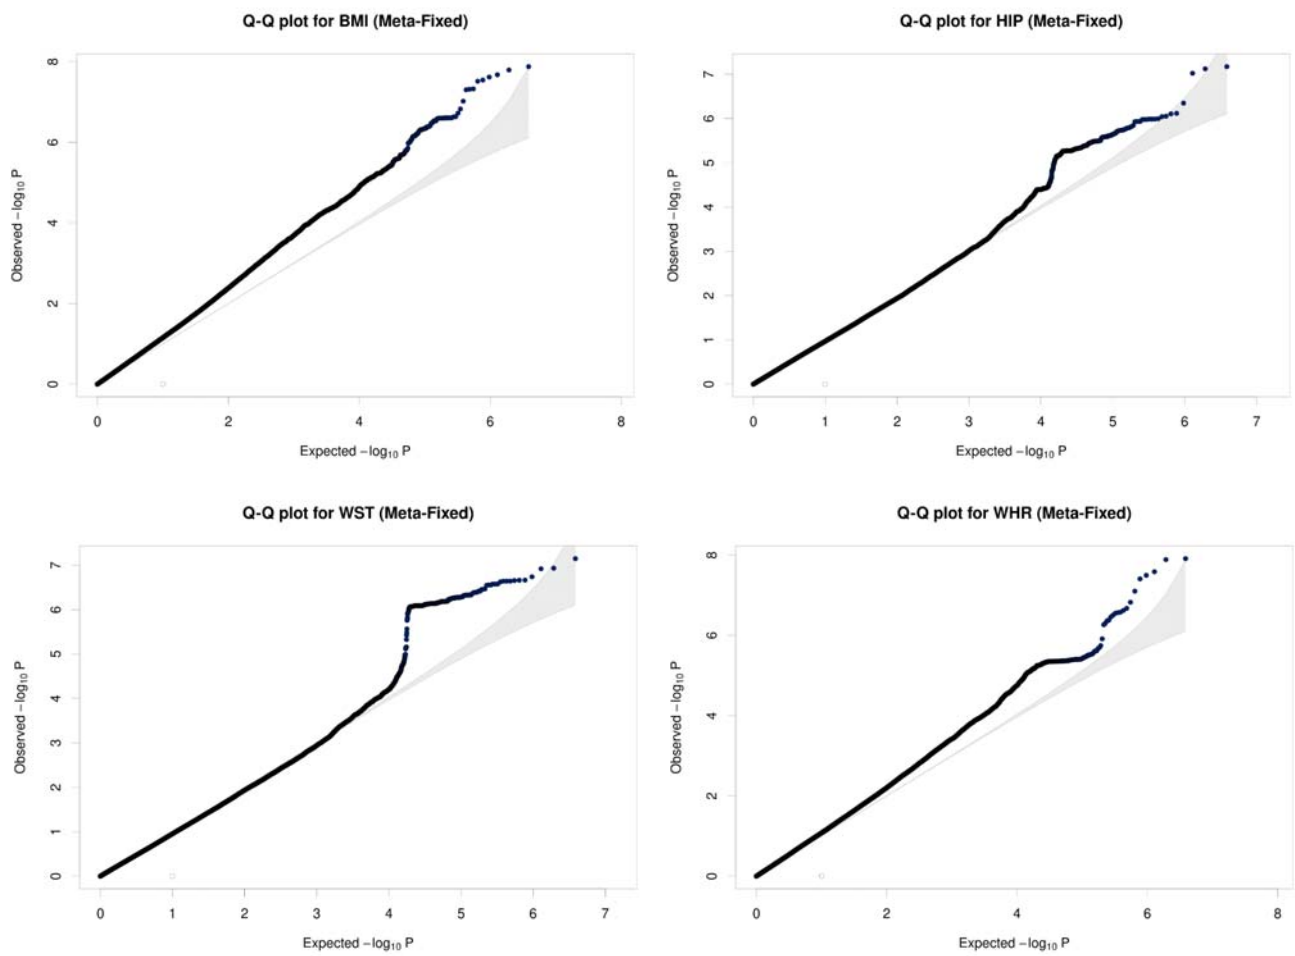 Q-Q plot for BMI (Meta-Fixed)
Observed −log10 P
8
6
4
2
0
0 2 4 6 8
Expected −log10 P
Q-Q plot for HIP (Meta-Fixed)
Observed −log10 P
7
6
5
4
3
2
1
0
0 1 2 3 4 5 6 7
Expected −log10 P
Q-Q plot for WST (Meta-Fixed)
Observed −log10 P
7
6
5
4
3
2
1
0
0 1 2 3 4 5 6 7
Expected −log10 P
Q-Q plot for WHR (Meta-Fixed)
Observed −log10 P
8
6
4
2
0
0 2 4 6 8
Expected −log10 P